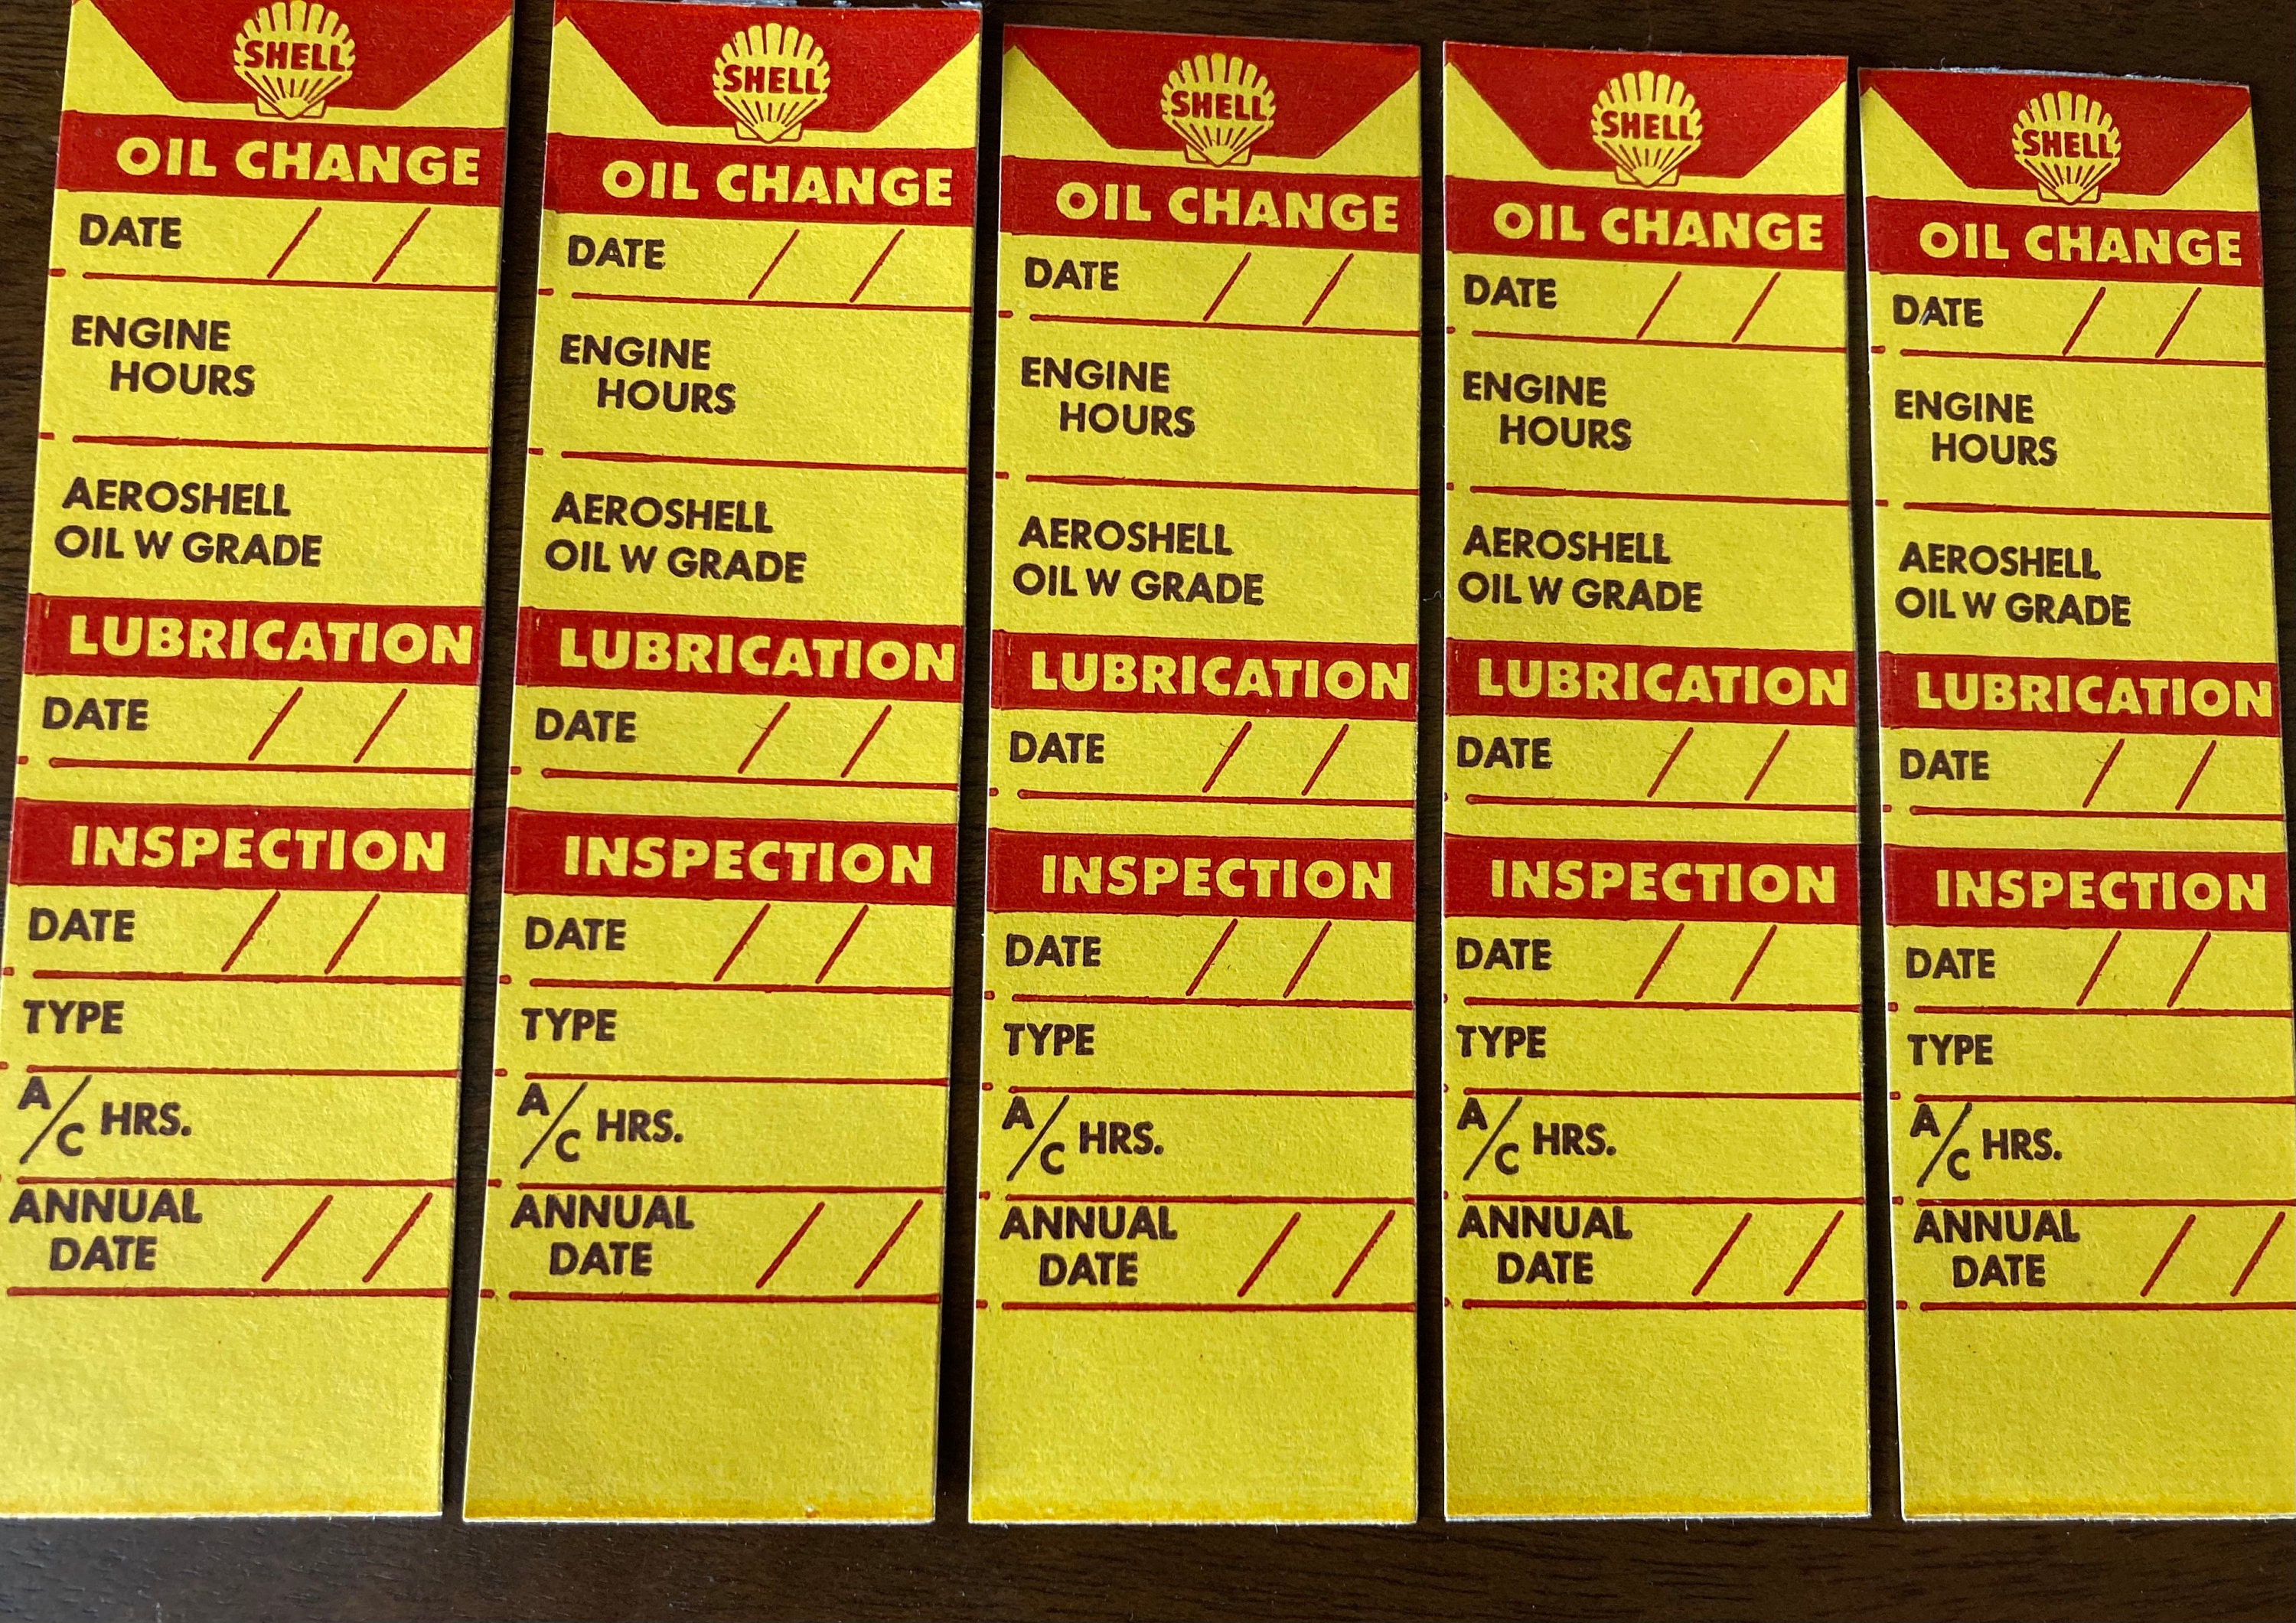 SHELL
OIL CHANGE
DATE / /
ENGINE
HOURS
AEROSHELL
OIL W GRADE
LUBRICATION
DATE / /
INSPECTION
DATE / /
TYPE
A/C HRS.
ANNUAL
DATE / /
SHELL
OIL CHANGE
DATE / /
ENGINE
HOURS
AEROSHELL
OIL W GRADE
LUBRICATION
DATE / /
INSPECTION
DATE / /
TYPE
A/C HRS.
ANNUAL
DATE / /
SHELL
OIL CHANGE
DATE / /
ENGINE
HOURS
AEROSHELL
OIL W GRADE
LUBRICATION
DATE / /
INSPECTION
DATE / /
TYPE
A/C HRS.
ANNUAL
DATE / /
SHELL
OIL CHANGE
DATE / /
ENGINE
HOURS
AEROSHELL
OIL W GRADE
LUBRICATION
DATE / /
INSPECTION
DATE / /
TYPE
A/C HRS.
ANNUAL
DATE / /
SHELL
OIL CHANGE
DATE / /
ENGINE
HOURS
AEROSHELL
OIL W GRADE
LUBRICATION
DATE / /
INSPECTION
DATE / /
TYPE
A/C HRS.
ANNUAL
DATE / /